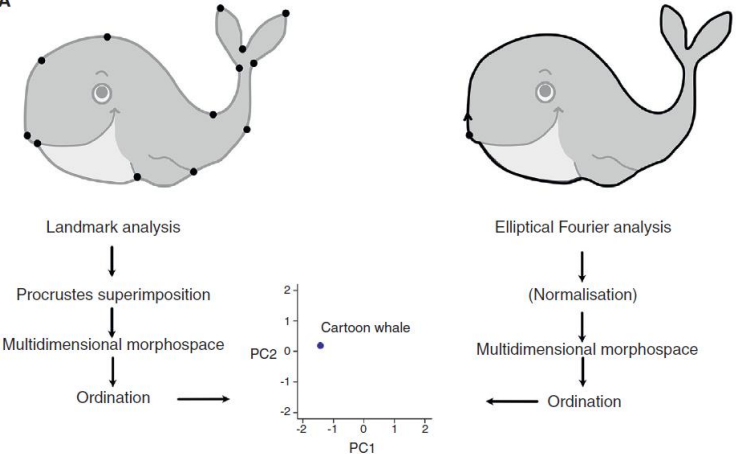 A
Landmark analysis
Procrustes superimposition
Multidimensional morphospace
Ordination
2
1
0
-1
-2
PC2
Cartoon whale
-2 -1 0 1 2
PC1
Elliptical Fourier analysis
(Normalisation)
Multidimensional morphospace
Ordination